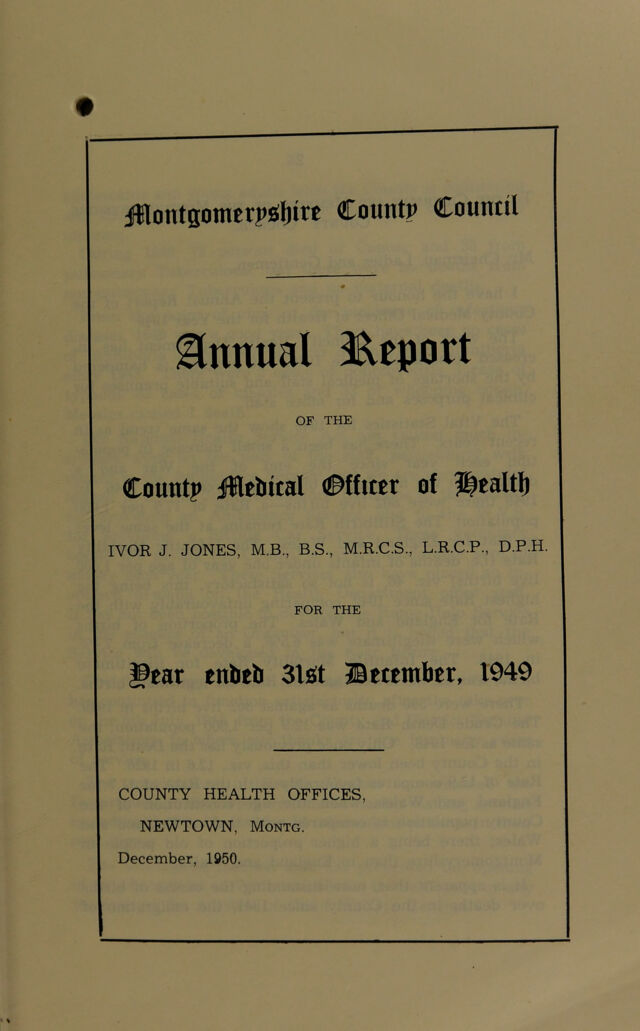 Montgomeryshire County Council
Annual Report
OF THE
County Medical Officer of Health
IVOR J. JONES, M.B., B.S., M.R.C.S., L.R.C.P., D.P.H.
FOR THE
Year ended 31st December, 1949
COUNTY HEALTH OFFICES,
NEWTOWN, MONTG.
December, 1950.